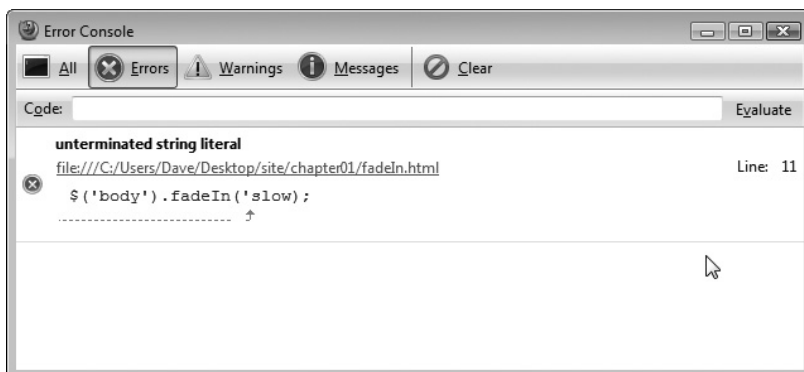 Error Console
All Errors Warnings Messages Clear
Code: Evaluate
unterminated string literal
file:///C:/Users/Dave/Desktop/site/chapter01/fadeIn.html Line: 11
$('body').fadeIn('slow);